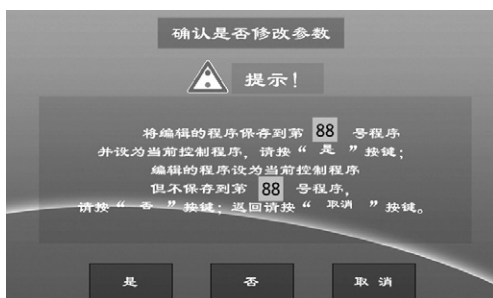 确认是否修改参数
提示！
将编辑的程序保存到第 88 号程序
并设为当前控制程序，请按“ 是 ”按键；
编辑的程序设为当前控制程序
但不保存到第 88 号程序，
请按“ 否 ”按键；返回请按“ 取消 ”按键。
是 否 取消